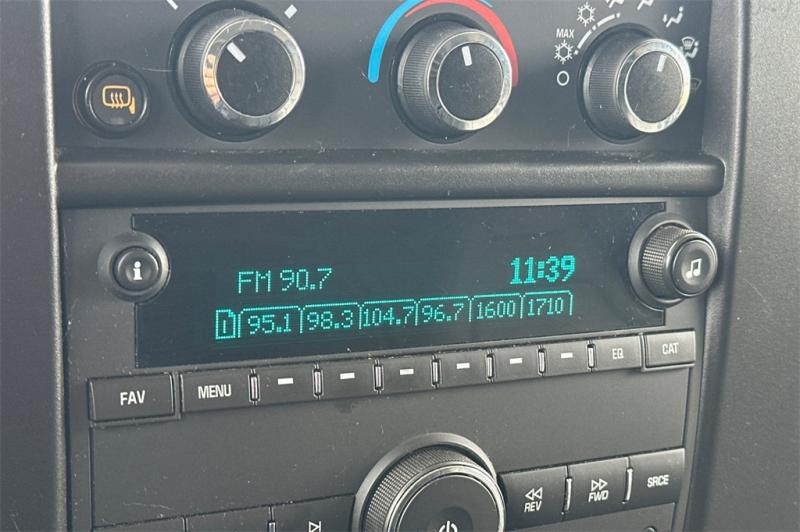 MAX
i
FM 90.7 11:39
1 95.1 98.3 104.7 96.7 1600 1710
FAV MENU EQ CAT
REV FWD SRCE